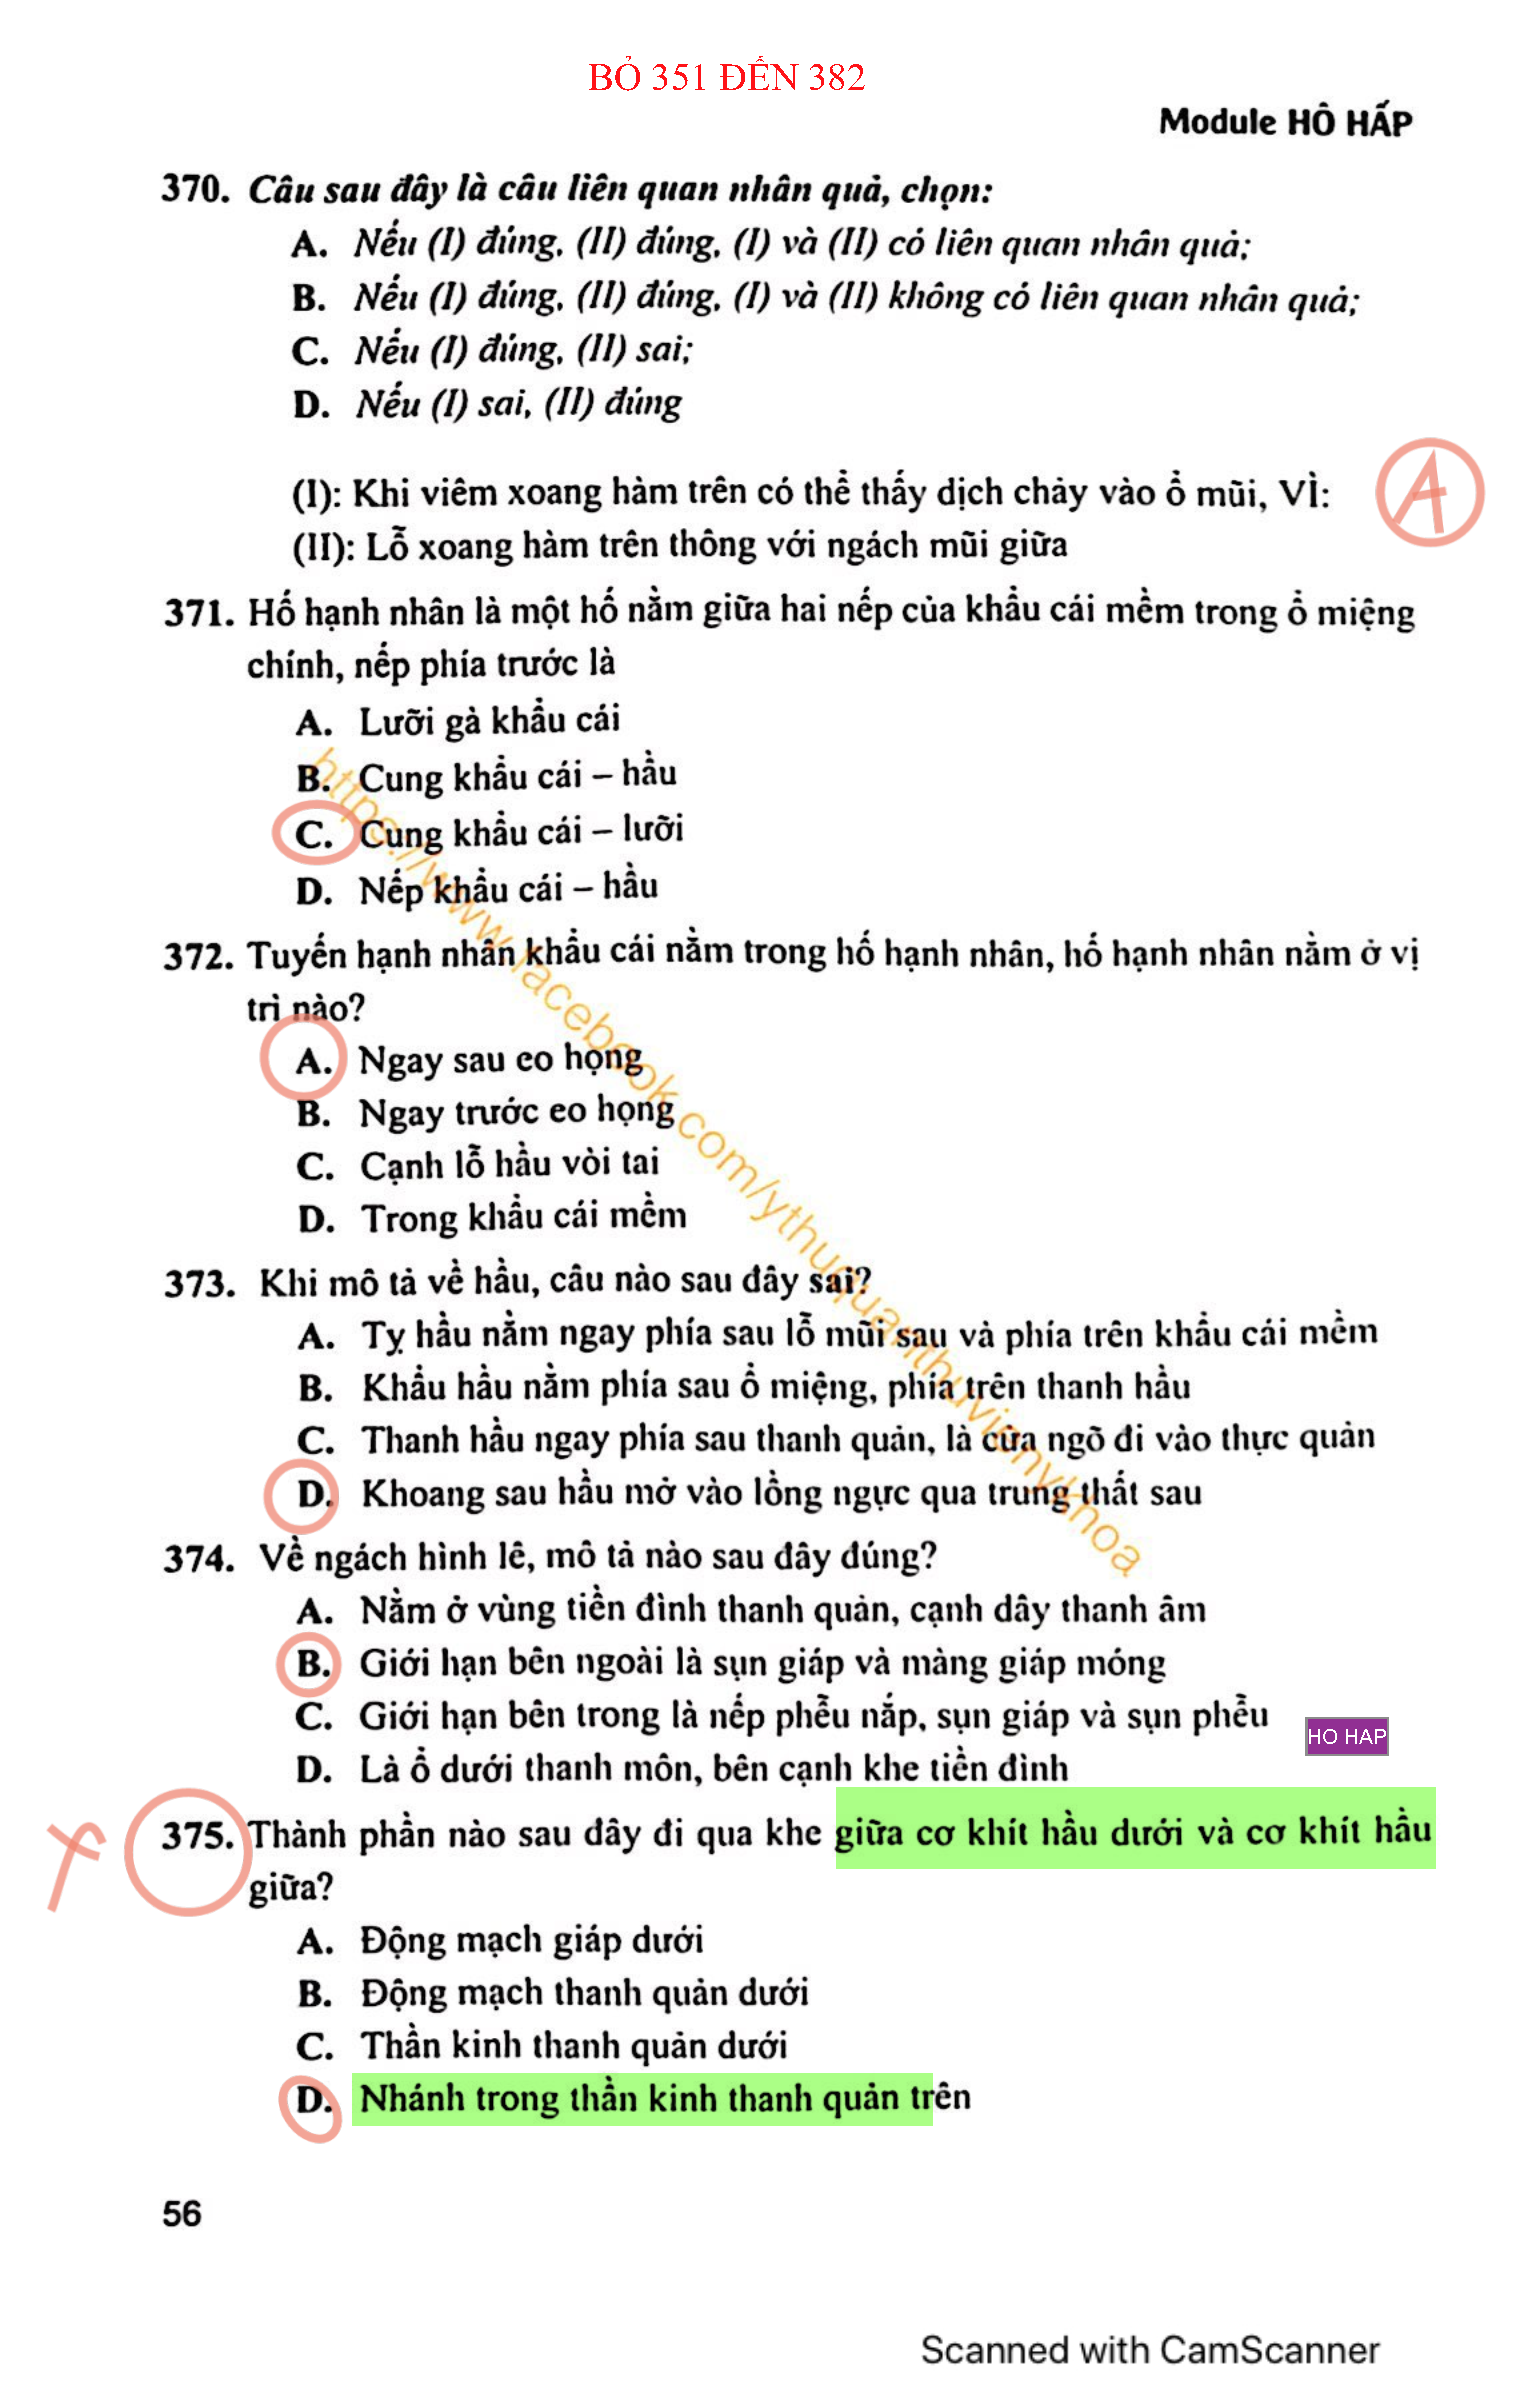 BỎ 351 ĐẾN 382
Module HÔ HẤP
370. Câu sau đây là câu liên quan nhân quả, chọn:
A. Nếu (I) đúng, (II) đúng, (I) và (II) có liên quan nhân quả;
B. Nếu (I) đúng, (II) đúng, (I) và (II) không có liên quan nhân quả;
C. Nếu (I) đúng, (II) sai;
D. Nếu (I) sai, (II) đúng
(I): Khi viêm xoang hàm trên có thể thấy dịch chảy vào ổ mũi, VÌ:
A
(II): Lỗ xoang hàm trên thông với ngách mũi giữa
371. Hố hạnh nhân là một hố nằm giữa hai nếp của khẩu cái mềm trong ổ miệng
chính, nếp phía trước là
A. Lưỡi gà khẩu cái
B. Cung khẩu cái – hầu
C. Cung khẩu cái – lưỡi
D. Nếp khẩu cái – hầu
https://www.facebook.com/ythuquanthuvienykhoa
372. Tuyến hạnh nhân khẩu cái nằm trong hố hạnh nhân, hố hạnh nhân nằm ở vị
trì nào?
A. Ngay sau eo họng
B. Ngay trước eo họng
C. Cạnh lỗ hầu vòi tai
D. Trong khẩu cái mềm
373. Khi mô tả về hầu, câu nào sau đây sai?
A. Tỵ hầu nằm ngay phía sau lỗ mũi sau và phía trên khẩu cái mềm
B. Khẩu hầu nằm phía sau ổ miệng, phía trên thanh hầu
C. Thanh hầu ngay phía sau thanh quản, là cửa ngõ đi vào thực quản
D. Khoang sau hầu mở vào lồng ngực qua trung thất sau
374. Về ngách hình lê, mô tả nào sau đây đúng?
A. Nằm ở vùng tiền đình thanh quản, cạnh dây thanh âm
B. Giới hạn bên ngoài là sụn giáp và màng giáp móng
C. Giới hạn bên trong là nếp phễu nắp, sụn giáp và sụn phễu
HO HAP
D. Là ổ dưới thanh môn, bên cạnh khe tiền đình
375. Thành phần nào sau đây đi qua khe giữa cơ khít hầu dưới và cơ khít hầu
giữa?
A. Động mạch giáp dưới
B. Động mạch thanh quản dưới
C. Thần kinh thanh quản dưới
D. Nhánh trong thần kinh thanh quản trên
56
Scanned with CamScanner